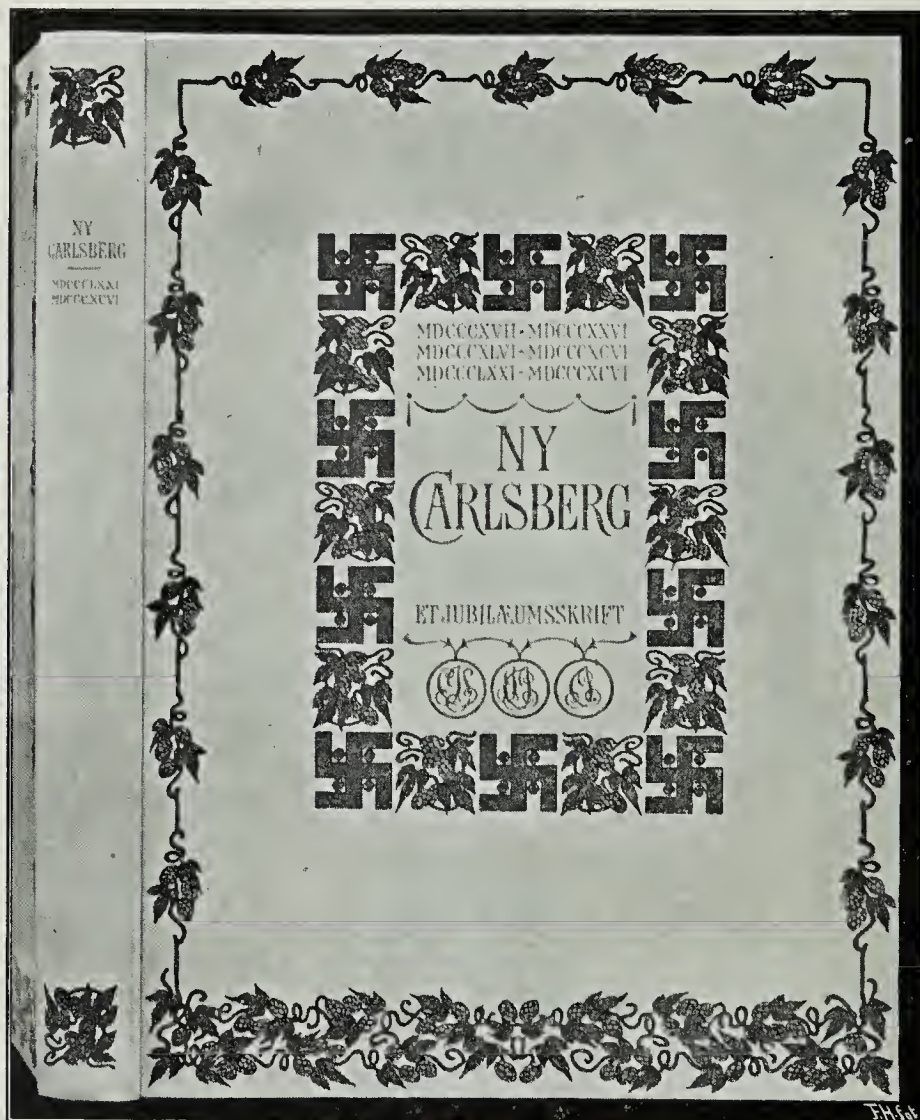 NY
CARLSBERG
MDCCCLXXI
MDCCCXCVI
MDCCCXVII · MDCCCXXVI
MDCCCXLVI · MDCCCXCVI
MDCCCLXXI · MDCCCXCVI
NY
CARLSBERG
ET JUBILÆUMSSKRIFT